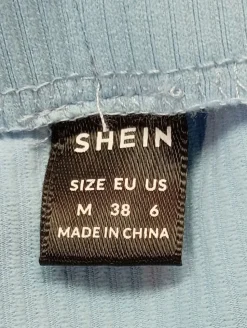 SHEIN
SIZE EU US
M 38 6
MADE IN CHINA